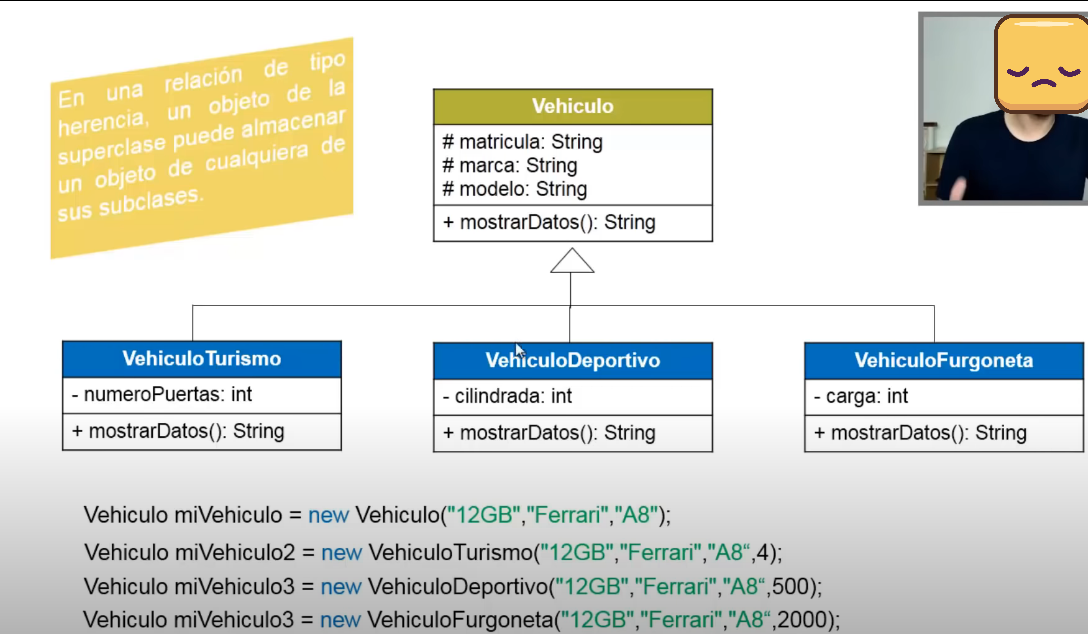 En una relación de tipo
herencia, un objeto de la
superclase puede almacenar
un objeto de cualquiera de
sus subclases.
Vehiculo
# matricula: String
# marca: String
# modelo: String
+ mostrarDatos(): String
VehiculoTurismo
- numeroPuertas: int
+ mostrarDatos(): String
VehiculoDeportivo
- cilindrada: int
+ mostrarDatos(): String
VehiculoFurgoneta
- carga: int
+ mostrarDatos(): String
Vehiculo miVehiculo = new Vehiculo("12GB","Ferrari","A8");
Vehiculo miVehiculo2 = new VehiculoTurismo("12GB","Ferrari","A8“,4);
Vehiculo miVehiculo3 = new VehiculoDeportivo("12GB","Ferrari","A8“,500);
Vehiculo miVehiculo3 = new VehiculoFurgoneta("12GB","Ferrari","A8“,2000);